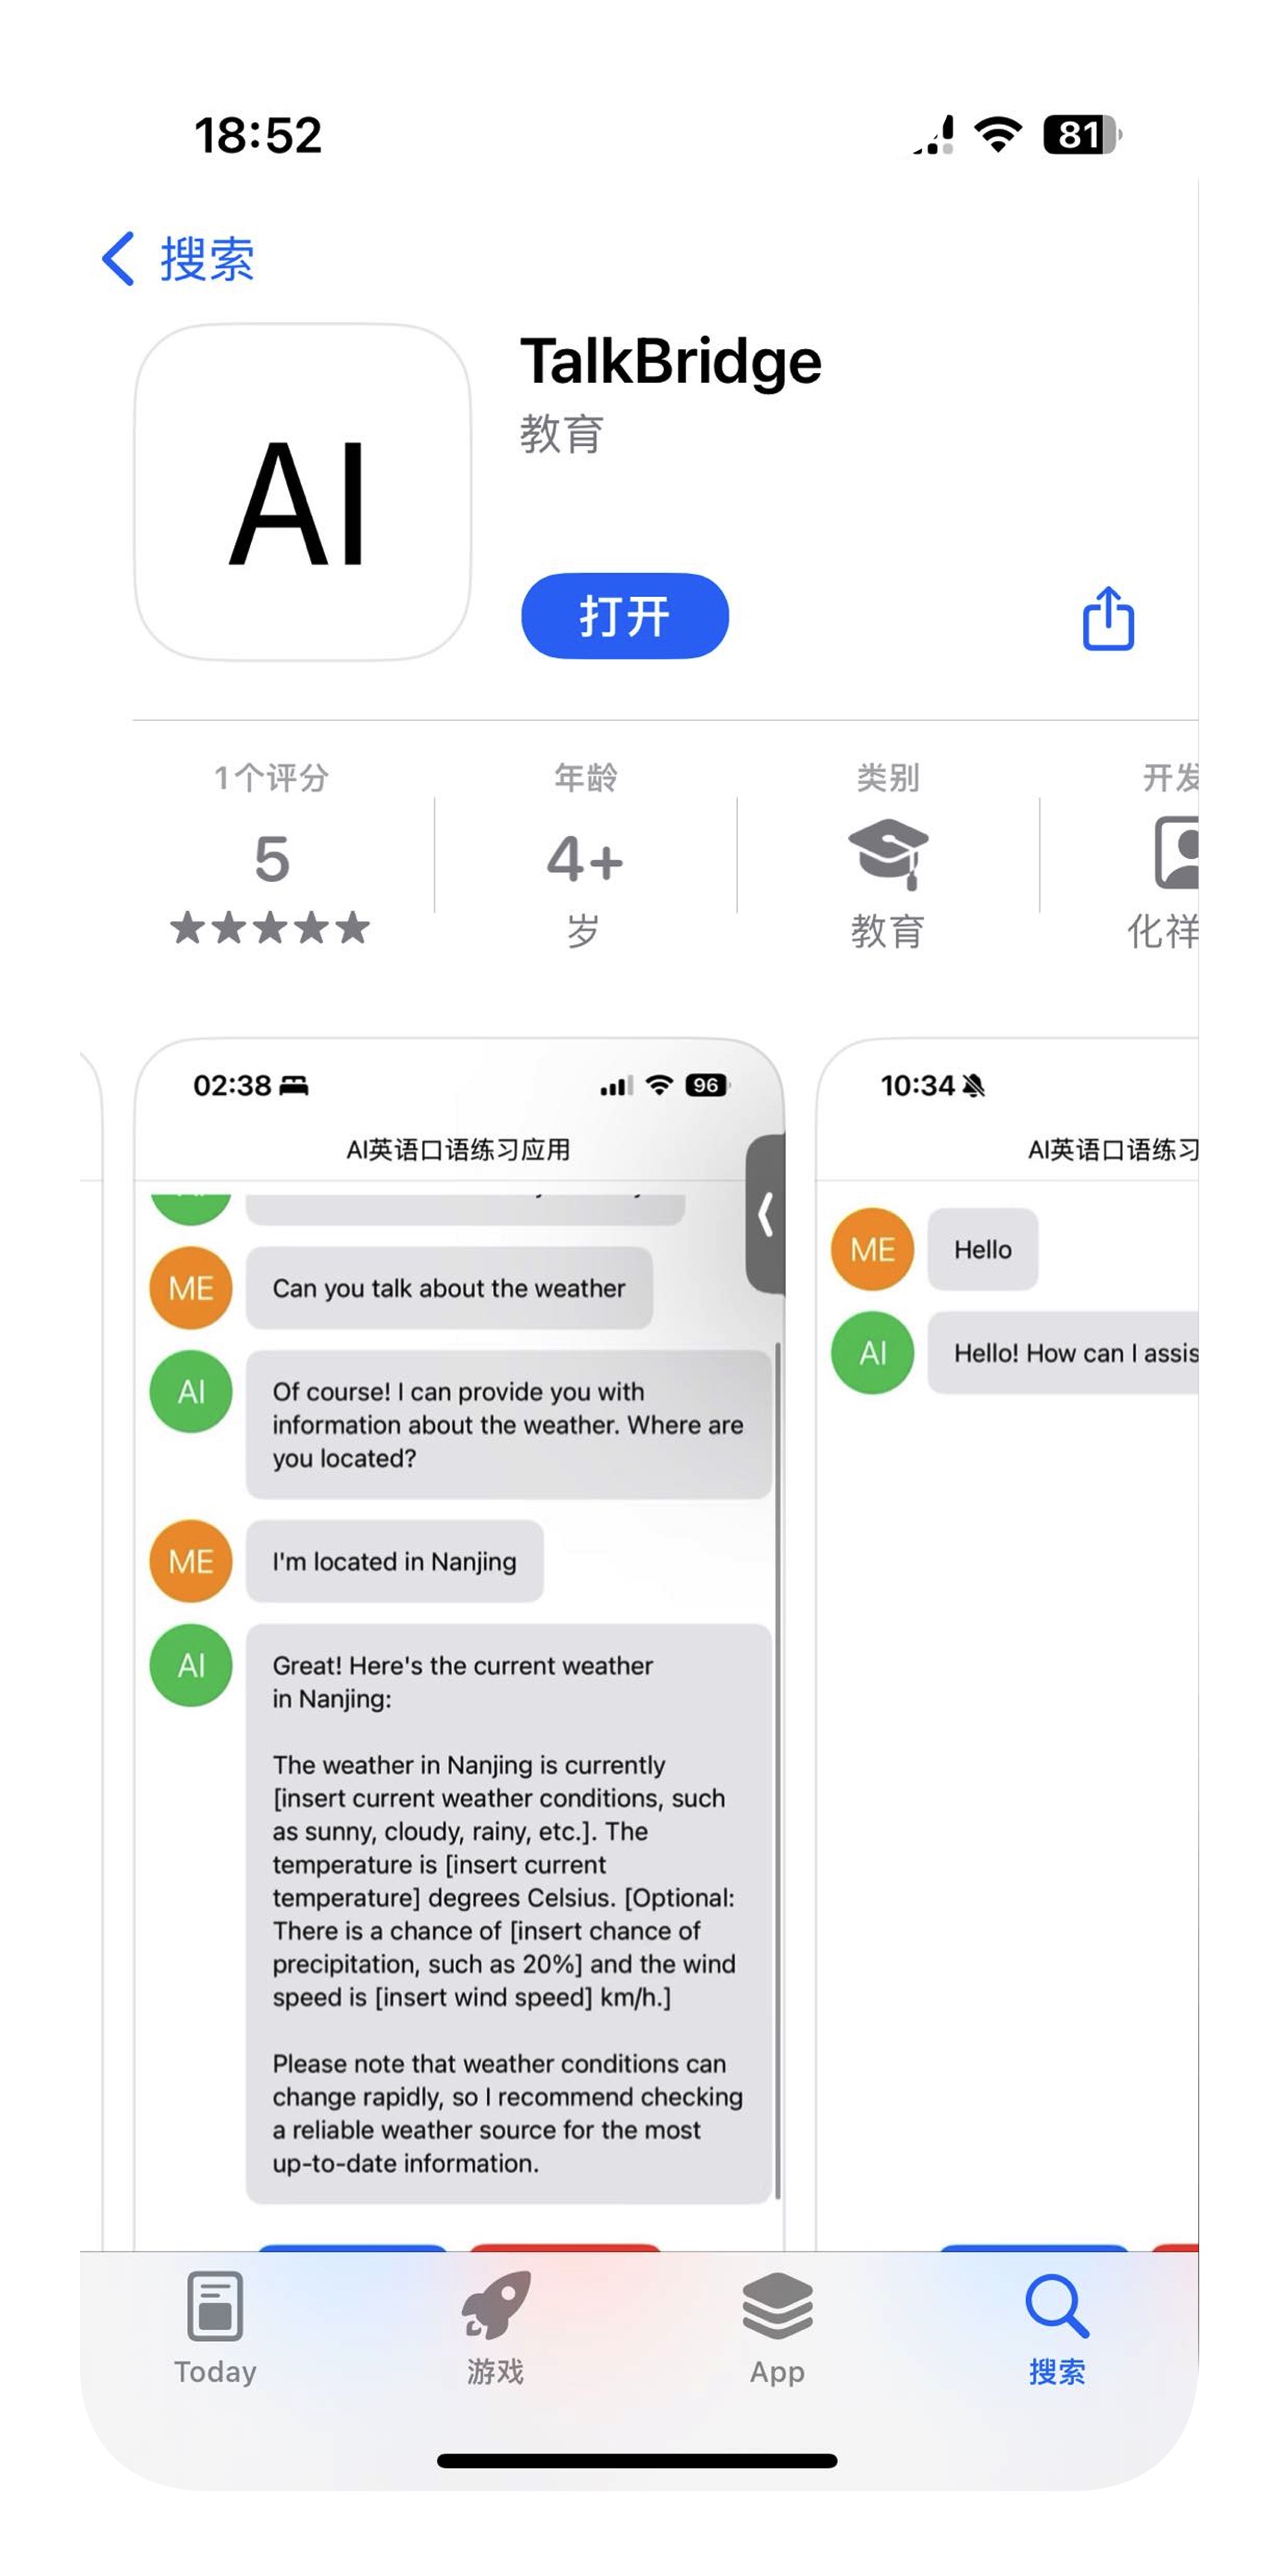 18:52
81
搜索
AI
TalkBridge
教育
打开
1个评分
年龄
类别
开发
5
4+
★★★★★
岁
教育
化祥
02:38
96
AI英语口语练习应用
ME
Can you talk about the weather
AI
Of course! I can provide you with
information about the weather. Where are
you located?
ME
I'm located in Nanjing
AI
Great! Here's the current weather
in Nanjing:
The weather in Nanjing is currently
[insert current weather conditions, such
as sunny, cloudy, rainy, etc.]. The
temperature is [insert current
temperature] degrees Celsius. [Optional:
There is a chance of [insert chance of
precipitation, such as 20%] and the wind
speed is [insert wind speed] km/h.]
Please note that weather conditions can
change rapidly, so I recommend checking
a reliable weather source for the most
up-to-date information.
10:34
AI英语口语练习
ME
Hello
AI
Hello! How can I assis
Today
游戏
App
搜索